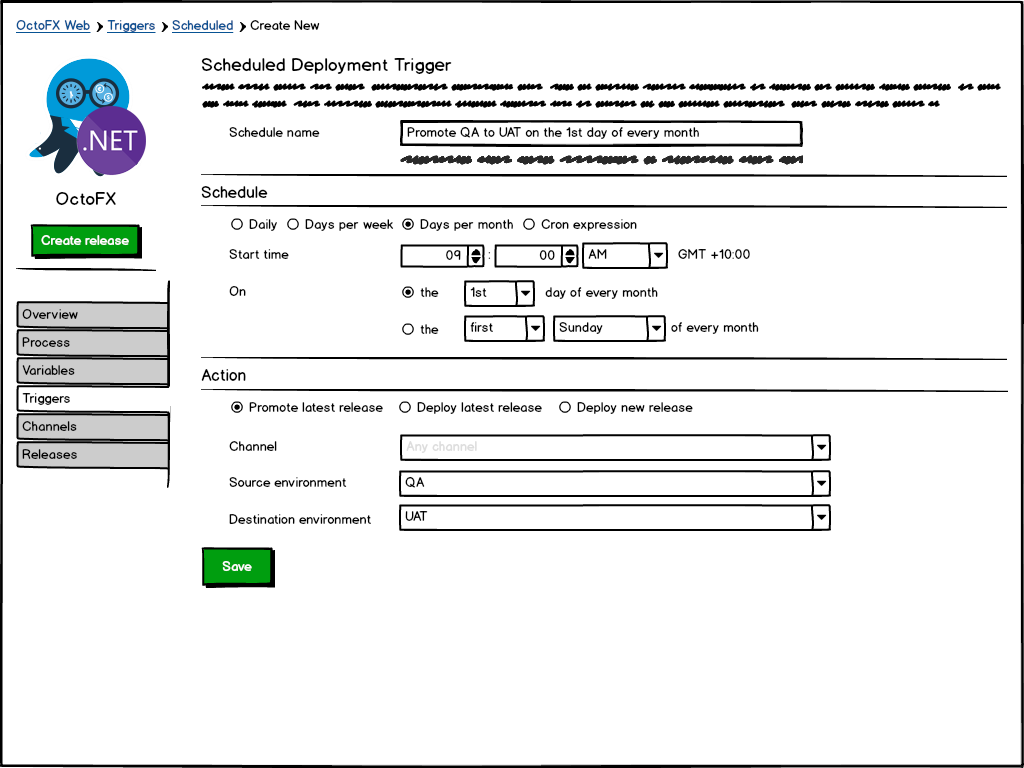 OctoFX Web ❯ Triggers ❯ Scheduled ❯ Create New
.NET
OctoFX
Create release
Overview
Process
Variables
Triggers
Channels
Releases
Scheduled Deployment Trigger
Schedule name Promote QA to UAT on the 1st day of every month
Schedule
Daily Days per week Days per month Cron expression
Start time 09 : 00 AM GMT +10:00
On the 1st day of every month
the first Sunday of every month
Action
Promote latest release Deploy latest release Deploy new release
Channel Any channel
Source environment QA
Destination environment UAT
Save